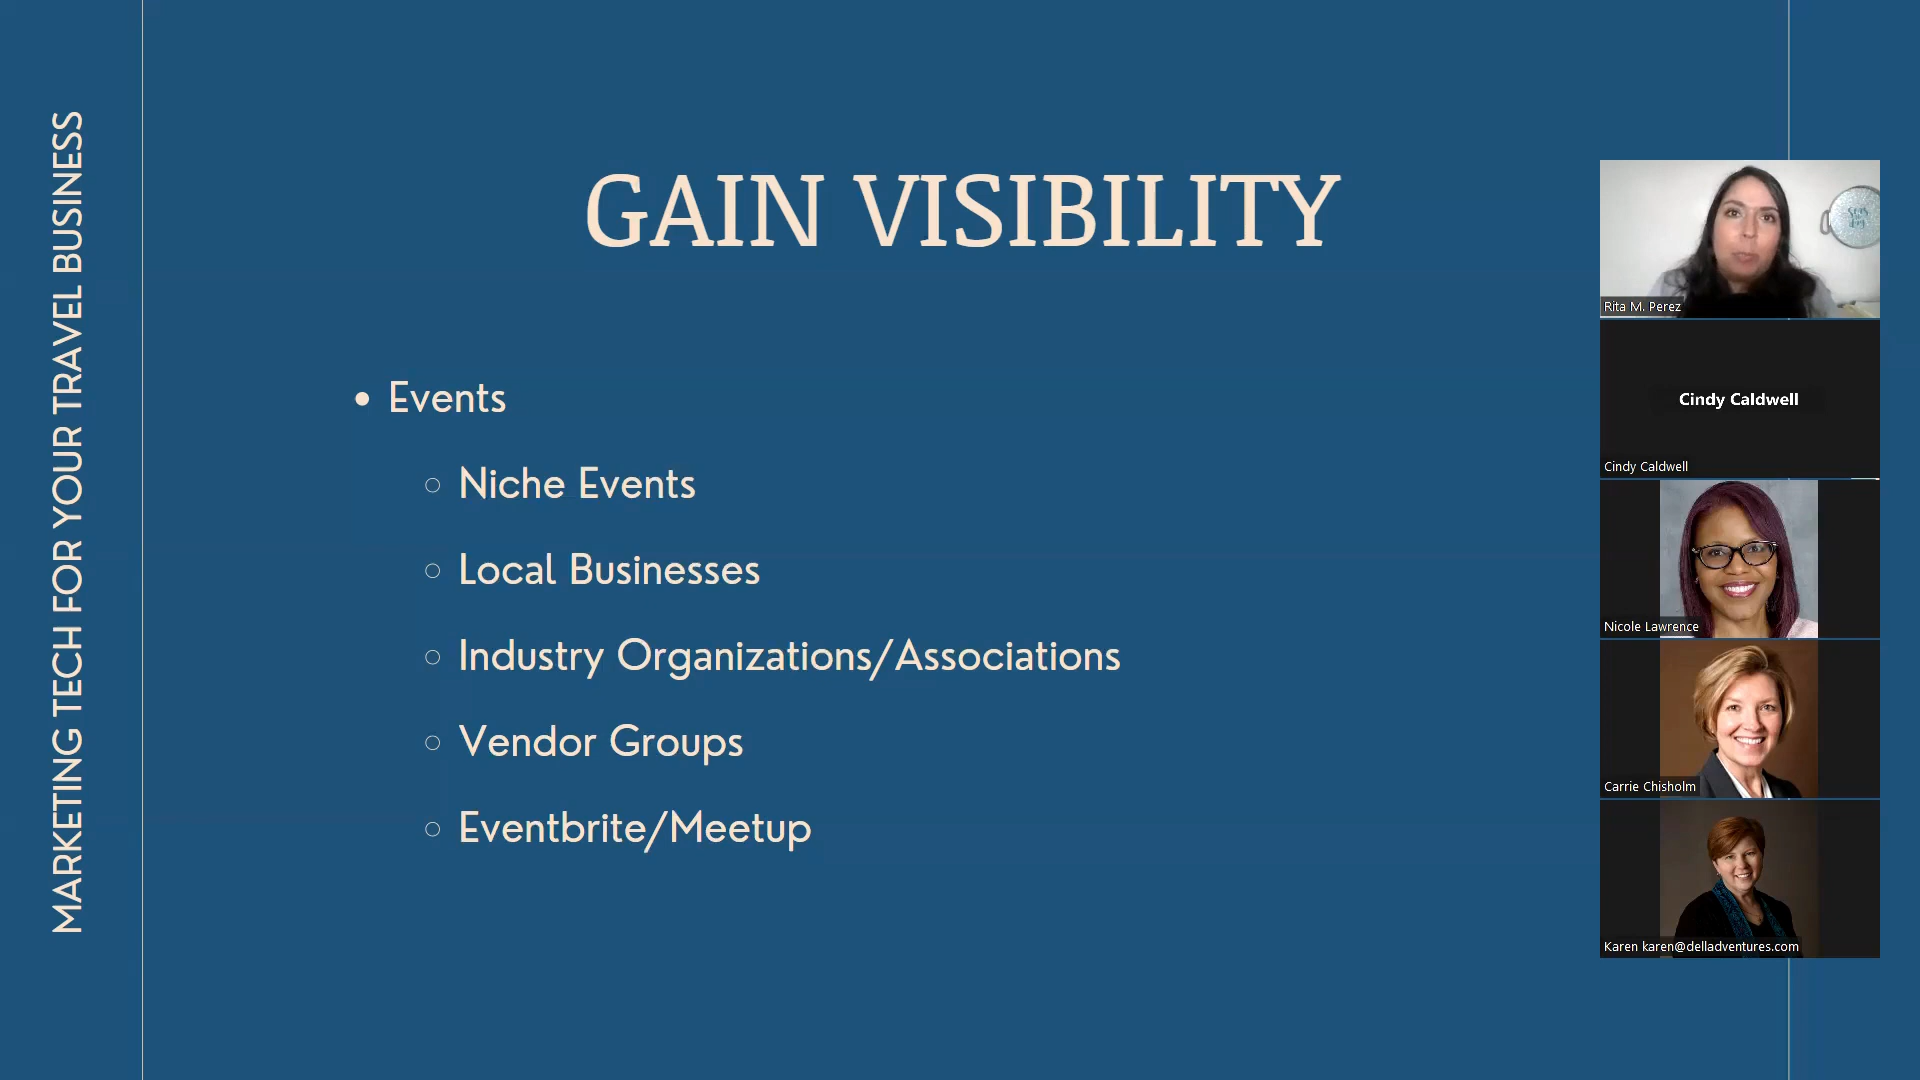 MARKETING TECH FOR YOUR TRAVEL BUSINESS
GAIN VISIBILITY
Events
Niche Events
Local Businesses
Industry Organizations/Associations
Vendor Groups
Eventbrite/Meetup
Rita M. Perez
Cindy Caldwell
Cindy Caldwell
Nicole Lawrence
Carrie Chisholm
Karen karen@delladventures.com